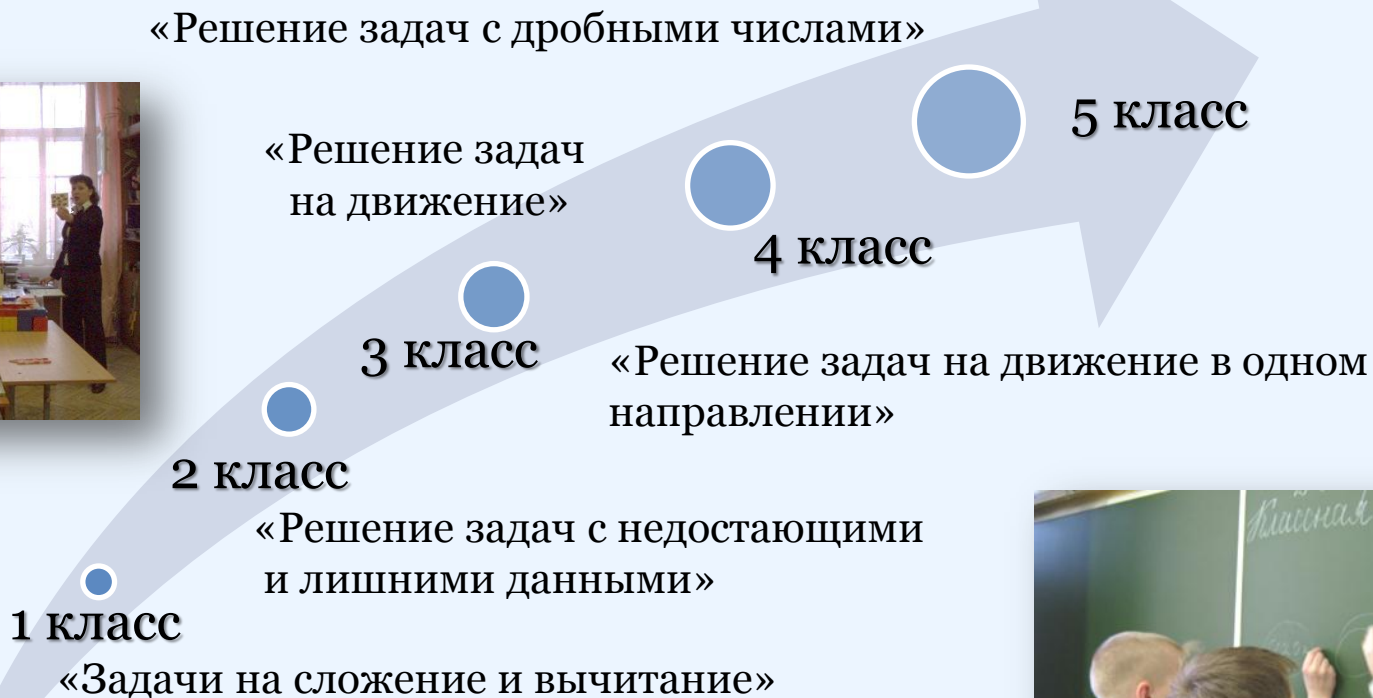 «Решение задач с дробными числами»
5 класс
«Решение задач
на движение»
4 класс
3 класс
«Решение задач на движение в одном
направлении»
2 класс
«Решение задач с недостающими
и лишними данными»
Классная
1 класс
«Задачи на сложение и вычитание»